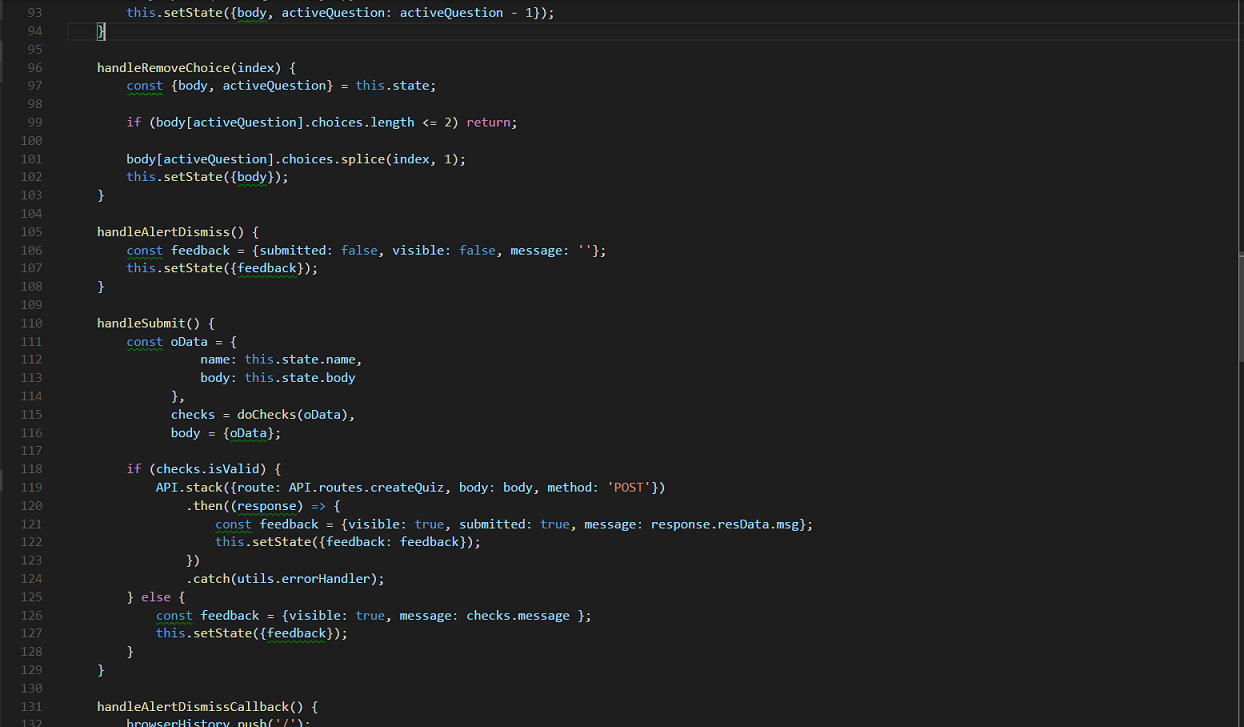 93 this.setState({body, activeQuestion: activeQuestion - 1});
94 }
95
96 handleRemoveChoice(index) {
97 const {body, activeQuestion} = this.state;
98
99 if (body[activeQuestion].choices.length <= 2) return;
100
101 body[activeQuestion].choices.splice(index, 1);
102 this.setState({body});
103 }
104
105 handleAlertDismiss() {
106 const feedback = {submitted: false, visible: false, message: ''};
107 this.setState({feedback});
108 }
109
110 handleSubmit() {
111 const oData = {
112 name: this.state.name,
113 body: this.state.body
114 },
115 checks = doChecks(oData),
116 body = {oData};
117
118 if (checks.isValid) {
119 API.stack({route: API.routes.createQuiz, body: body, method: 'POST'})
120 .then((response) => {
121 const feedback = {visible: true, submitted: true, message: response.resData.msg};
122 this.setState({feedback: feedback});
123 })
124 .catch(utils.errorHandler);
125 } else {
126 const feedback = {visible: true, message: checks.message };
127 this.setState({feedback});
128 }
129 }
130
131 handleAlertDismissCallback() {
132 browserHistory.push('/');